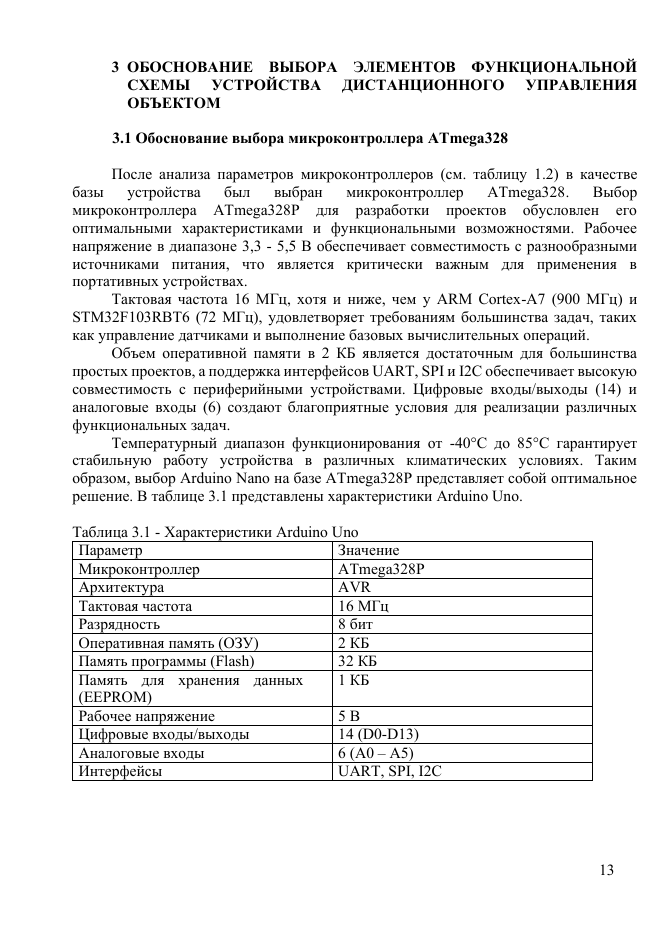 3 ОБОСНОВАНИЕ ВЫБОРА ЭЛЕМЕНТОВ ФУНКЦИОНАЛЬНОЙ
СХЕМЫ УСТРОЙСТВА ДИСТАНЦИОННОГО УПРАВЛЕНИЯ
ОБЪЕКТОМ
3.1 Обоснование выбора микроконтроллера ATmega328
После анализа параметров микроконтроллеров (см. таблицу 1.2) в качестве
базы устройства был выбран микроконтроллер ATmega328. Выбор
микроконтроллера ATmega328P для разработки проектов обусловлен его
оптимальными характеристиками и функциональными возможностями. Рабочее
напряжение в диапазоне 3,3 - 5,5 В обеспечивает совместимость с разнообразными
источниками питания, что является критически важным для применения в
портативных устройствах.
Тактовая частота 16 МГц, хотя и ниже, чем у ARM Cortex-A7 (900 МГц) и
STM32F103RBT6 (72 МГц), удовлетворяет требованиям большинства задач, таких
как управление датчиками и выполнение базовых вычислительных операций.
Объем оперативной памяти в 2 КБ является достаточным для большинства
простых проектов, а поддержка интерфейсов UART, SPI и I2C обеспечивает высокую
совместимость с периферийными устройствами. Цифровые входы/выходы (14) и
аналоговые входы (6) создают благоприятные условия для реализации различных
функциональных задач.
Температурный диапазон функционирования от -40°C до 85°C гарантирует
стабильную работу устройства в различных климатических условиях. Таким
образом, выбор Arduino Nano на базе ATmega328P представляет собой оптимальное
решение. В таблице 3.1 представлены характеристики Arduino Uno.
Таблица 3.1 - Характеристики Arduino Uno
Параметр Значение
Микроконтроллер ATmega328P
Архитектура AVR
Тактовая частота 16 МГц
Разрядность 8 бит
Оперативная память (ОЗУ) 2 КБ
Память программы (Flash) 32 КБ
Память для хранения данных 1 КБ
(EEPROM)
Рабочее напряжение 5 В
Цифровые входы/выходы 14 (D0-D13)
Аналоговые входы 6 (A0 – A5)
Интерфейсы UART, SPI, I2C
13